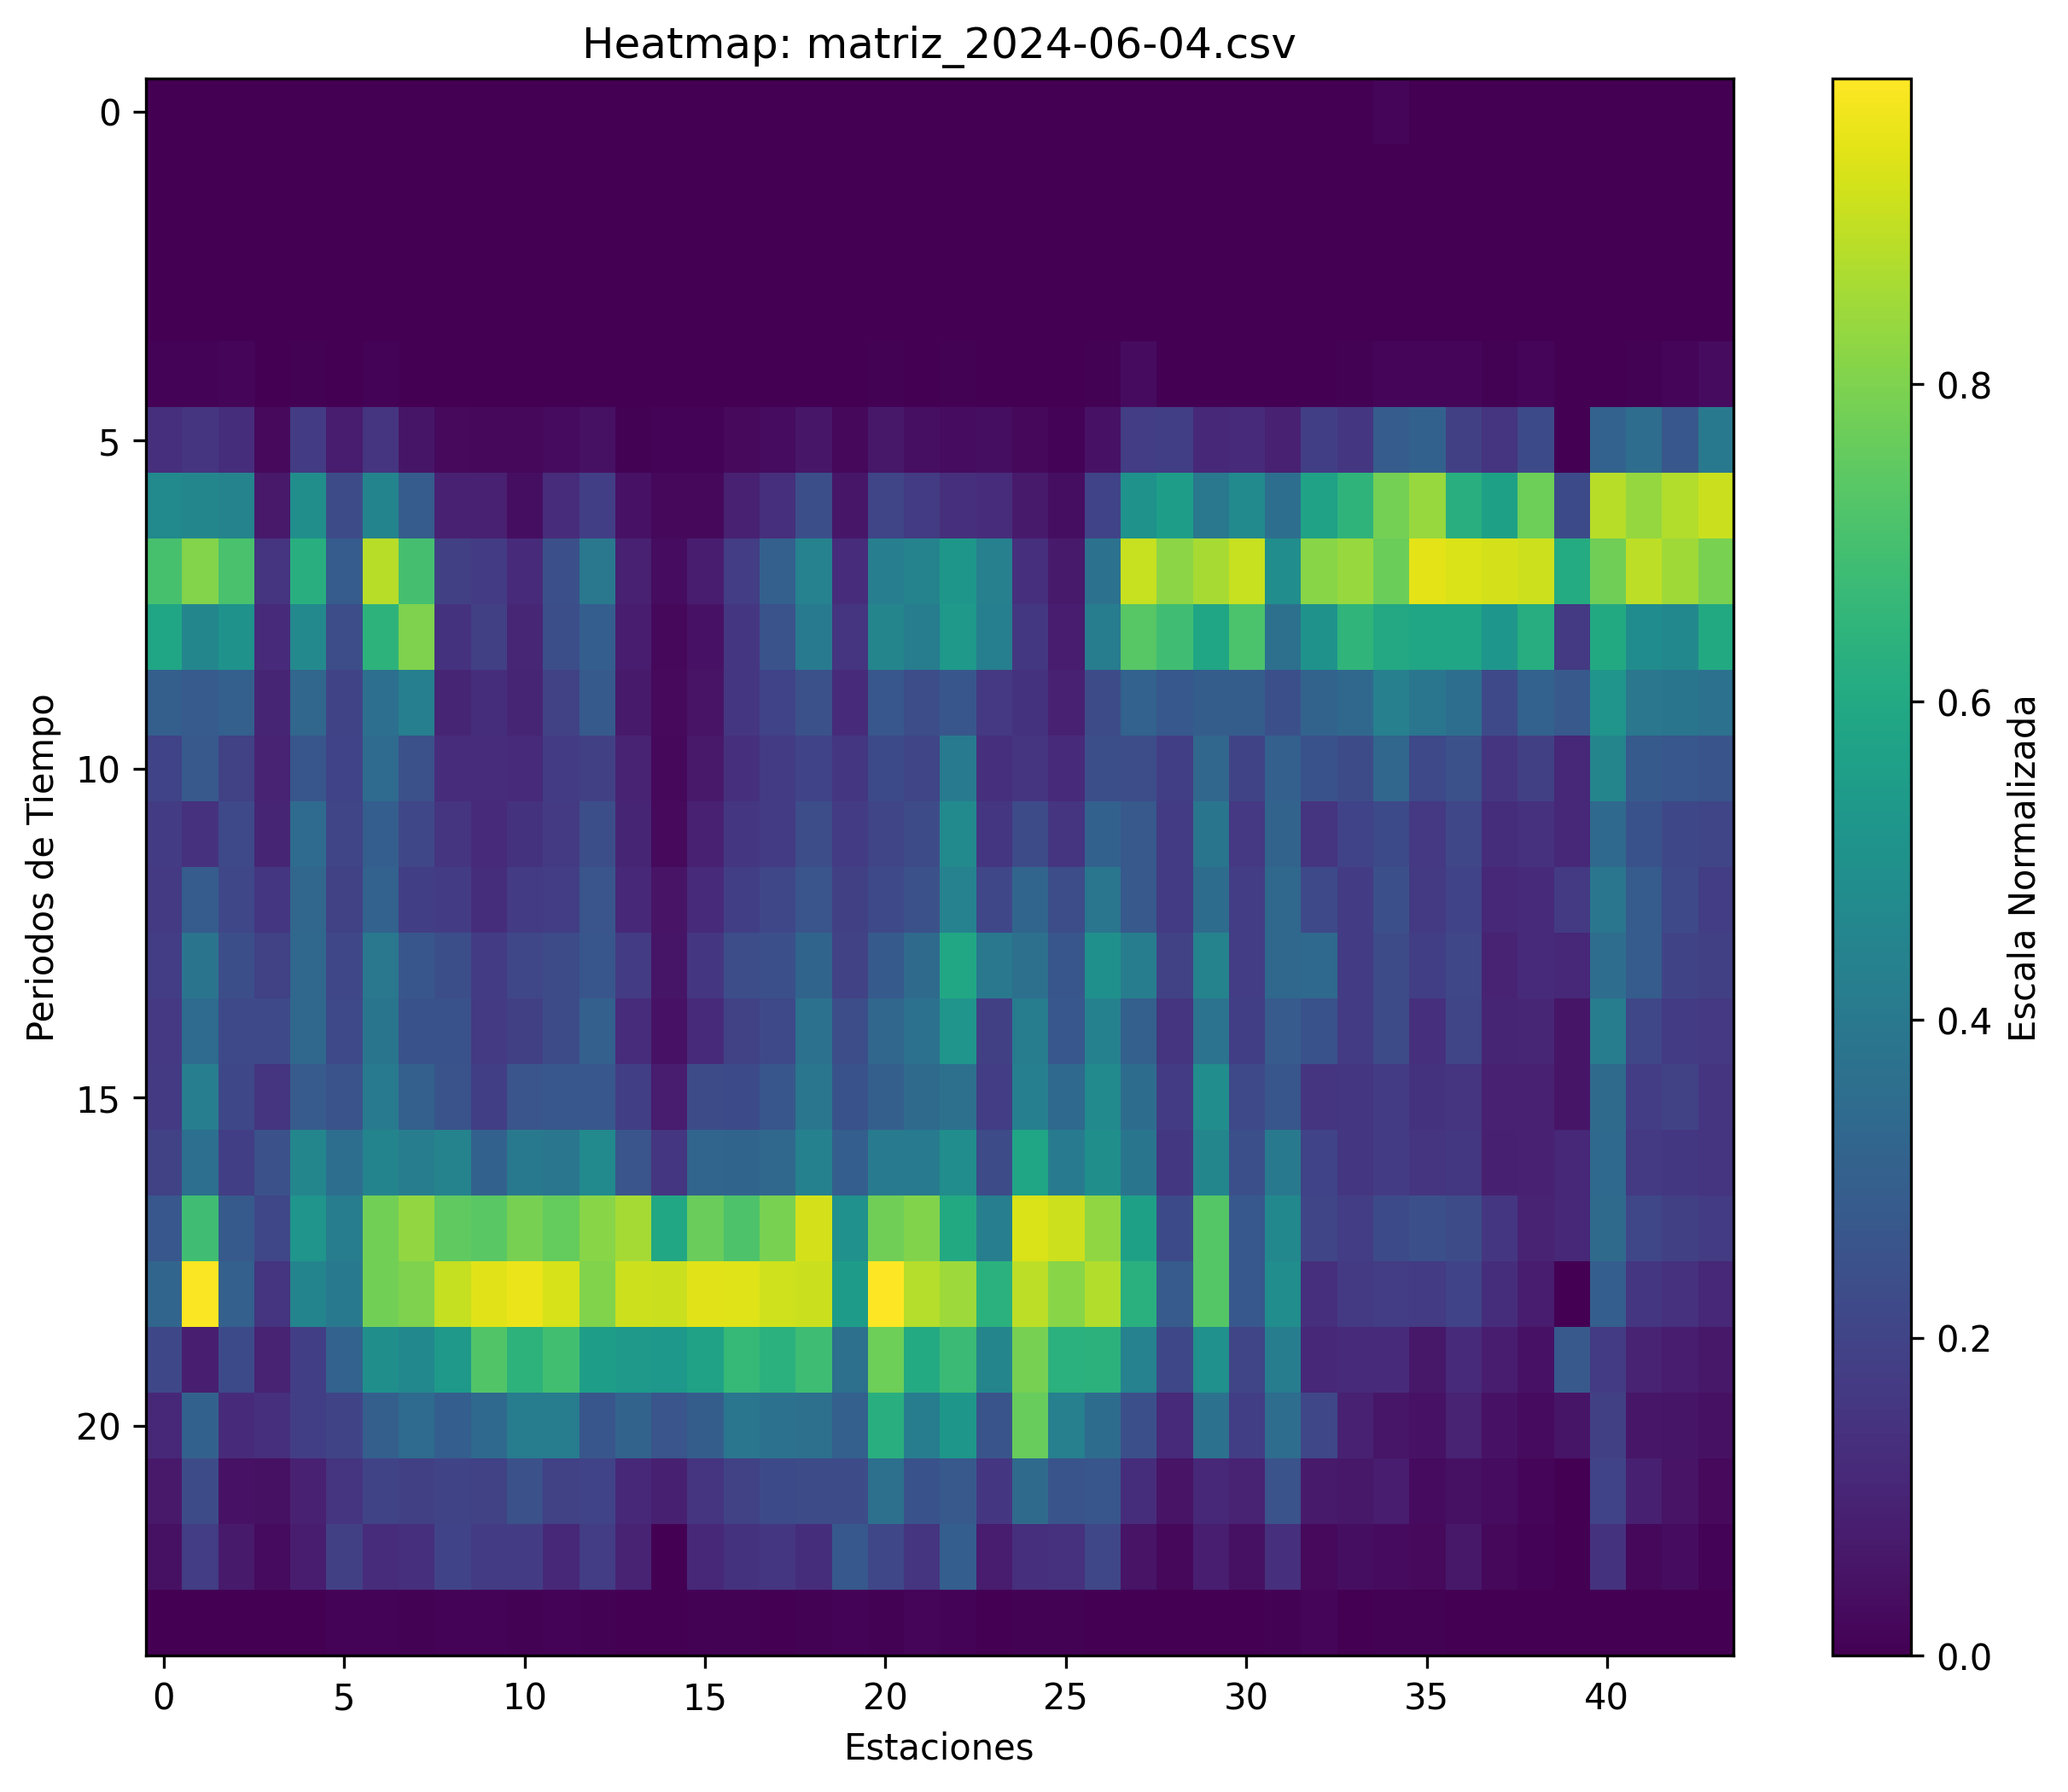 Heatmap: matriz_2024-06-04.csv
Periodos de Tiempo
0
5
10
15
20
0 5 10 15 20 25 30 35 40
Estaciones
0.8
0.6
0.4
0.2
0.0
Escala Normalizada